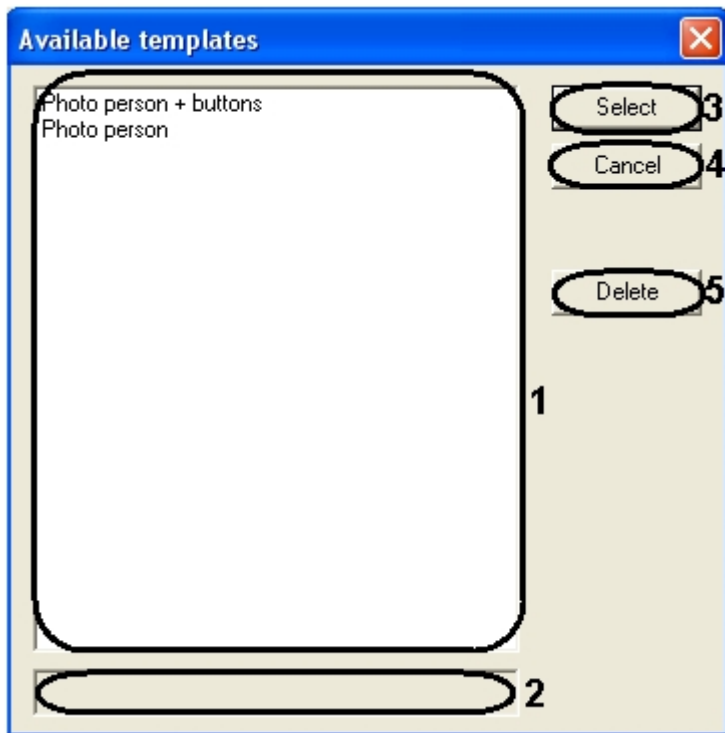 Available templates
Photo person + buttons
Photo person
Select
3
Cancel
4
Delete
5
1
2